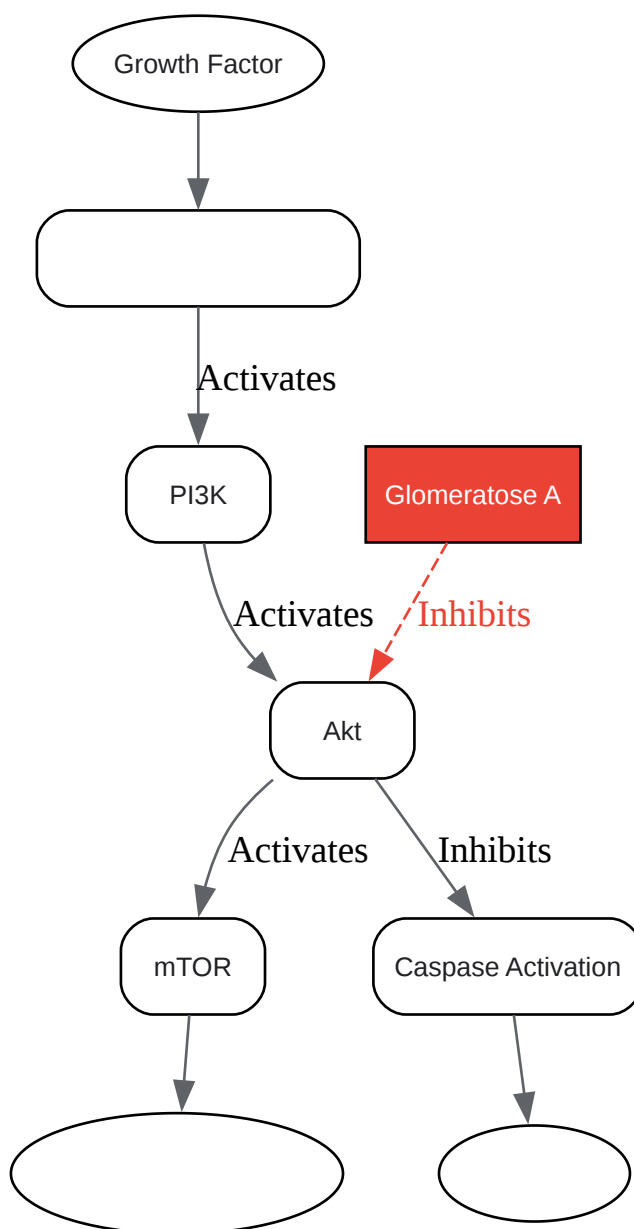 Growth Factor
Activates
PI3K
Glomeratose A
Activates
Inhibits
Akt
Activates
Inhibits
mTOR
Caspase Activation